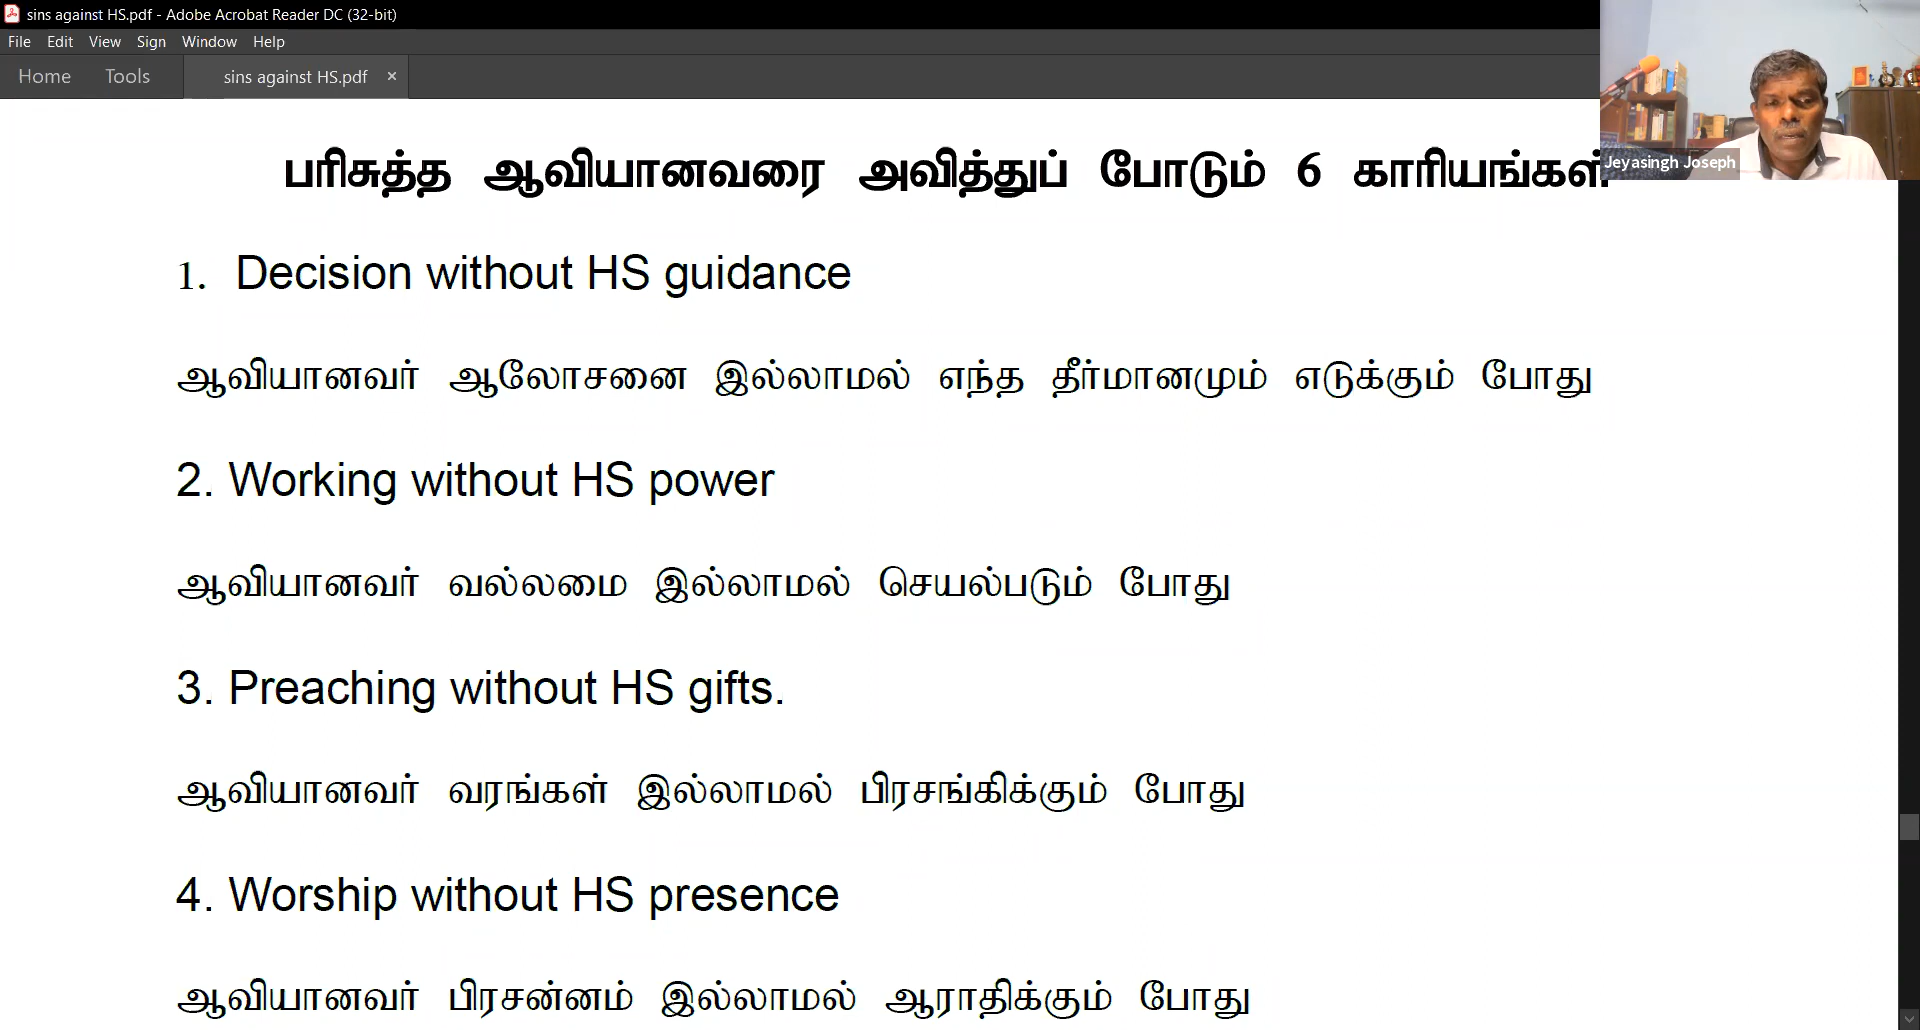 sins against HS.pdf - Adobe Acrobat Reader DC (32-bit)
File Edit View Sign Window Help
Home Tools sins against HS.pdf ×
Jeyasingh Joseph
பரிசுத்த ஆவியானவரை அவித்துப் போடும் 6 காரியங்கள்
1. Decision without HS guidance
ஆவியானவர் ஆலோசனை இல்லாமல் எந்த தீர்மானமும் எடுக்கும் போது
2. Working without HS power
ஆவியானவர் வல்லமை இல்லாமல் செயல்படும் போது
3. Preaching without HS gifts.
ஆவியானவர் வரங்கள் இல்லாமல் பிரசங்கிக்கும் போது
4. Worship without HS presence
ஆவியானவர் பிரசன்னம் இல்லாமல் ஆராதிக்கும் போது